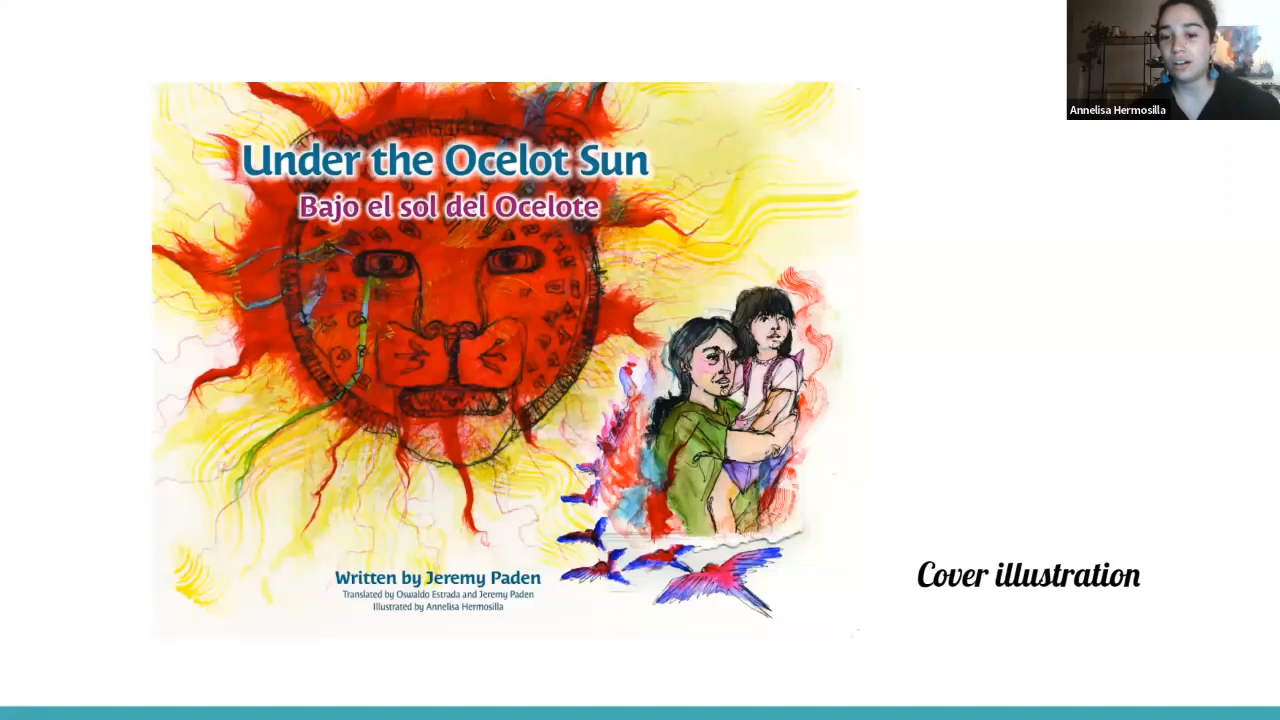 Annelisa Hermosilla
Under the Ocelot Sun
Bajo el sol del Ocelote
Written by Jeremy Paden
Translated by Oswaldo Estrada and Jeremy Paden
Illustrated by Annelisa Hermosilla
Cover illustration